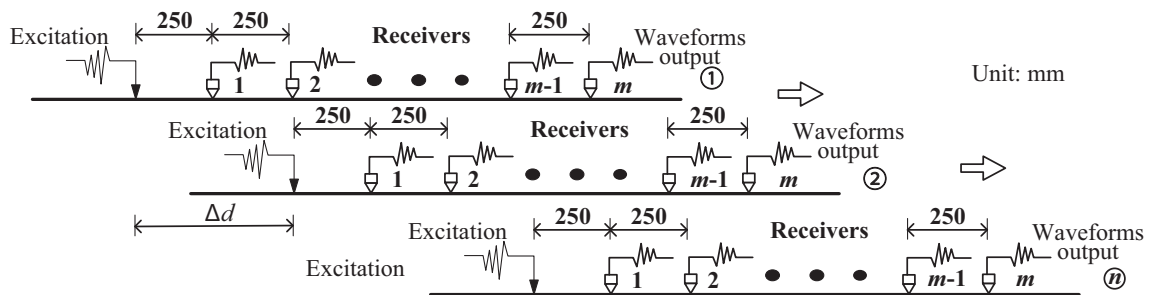 250 250 250
Excitation Receivers Waveforms output ①
1 2 m-1 m
Unit: mm
250 250 250
Excitation Receivers Waveforms output ②
1 2 m-1 m
Δd
250 250 250
Excitation Receivers Waveforms output ⓝ
Excitation
1 2 m-1 m